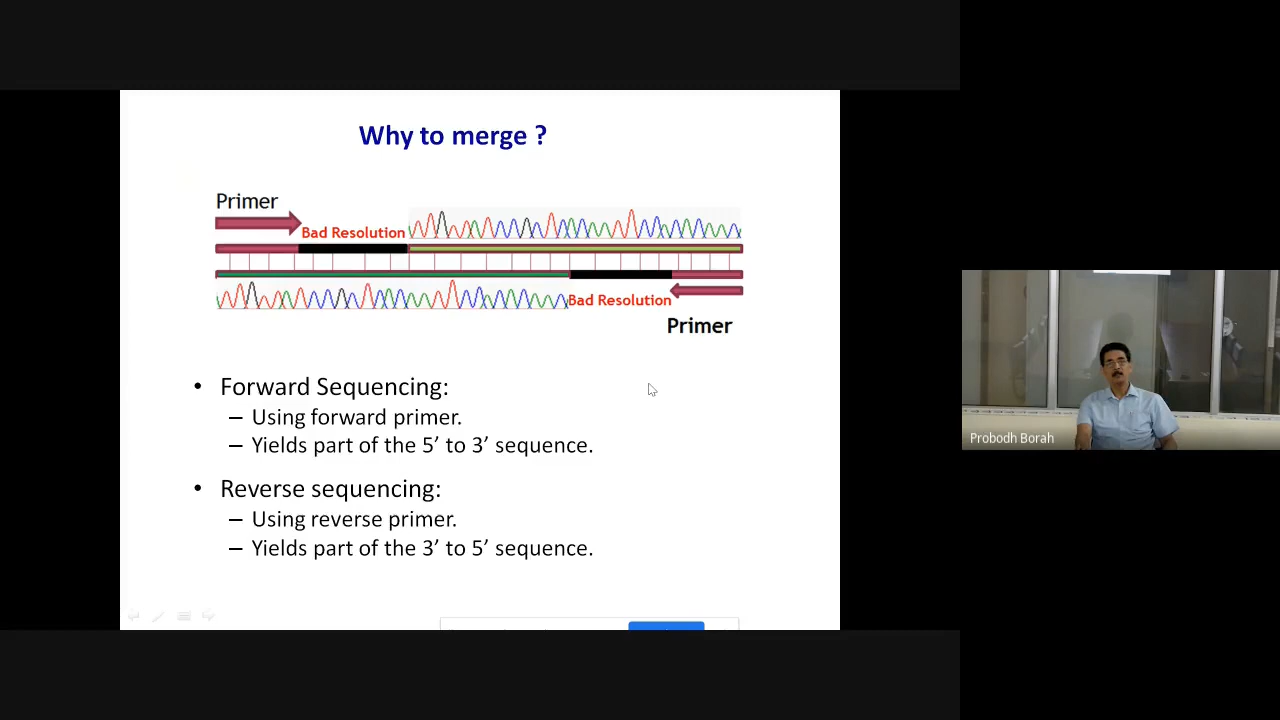 Why to merge ?
Primer
Bad Resolution
Bad Resolution
Primer
• Forward Sequencing:
– Using forward primer.
– Yields part of the 5’ to 3’ sequence.
• Reverse sequencing:
– Using reverse primer.
– Yields part of the 3’ to 5’ sequence.
Probodh Borah